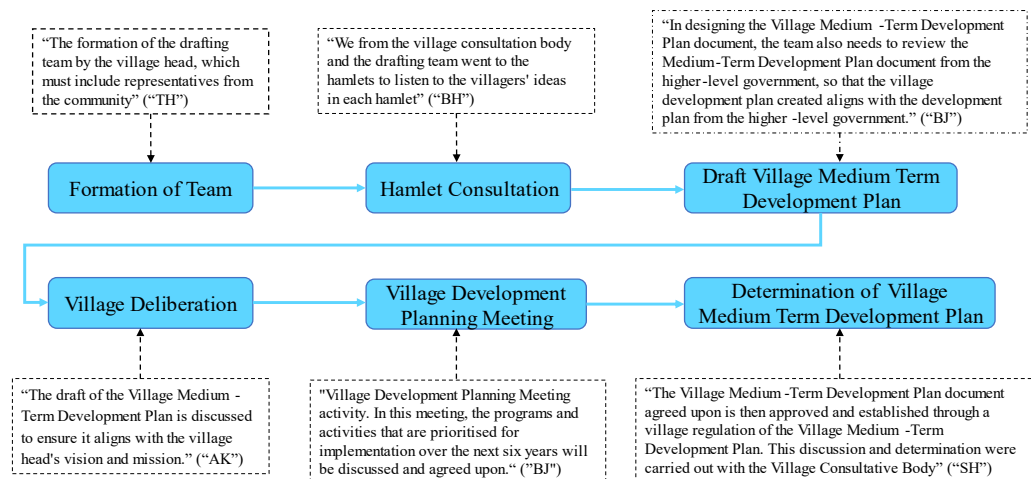 “The formation of the drafting
team by the village head, which
must include representatives from
the community” (“TH”)
“We from the village consultation body
and the drafting team went to the
hamlets to listen to the villagers' ideas
in each hamlet” (“BH”)
“In designing the Village Medium -Term Development
Plan document, the team also needs to review the
Medium-Term Development Plan document from the
higher-level government, so that the village
development plan created aligns with the development
plan from the higher -level government.” (“BJ”)
Formation of Team
Hamlet Consultation
Draft Village Medium Term
Development Plan
Village Deliberation
Village Development
Planning Meeting
Determination of Village
Medium Term Development Plan
“The draft of the Village Medium -
Term Development Plan is discussed
to ensure it aligns with the village
head's vision and mission.” (“AK”)
"Village Development Planning Meeting
activity. In this meeting, the programs and
activities that are prioritised for
implementation over the next six years will
be discussed and agreed upon.“ (”BJ")
“The Village Medium -Term Development Plan document
agreed upon is then approved and established through a
village regulation of the Village Medium -Term
Development Plan. This discussion and determination were
carried out with the Village Consultative Body” (“SH”)